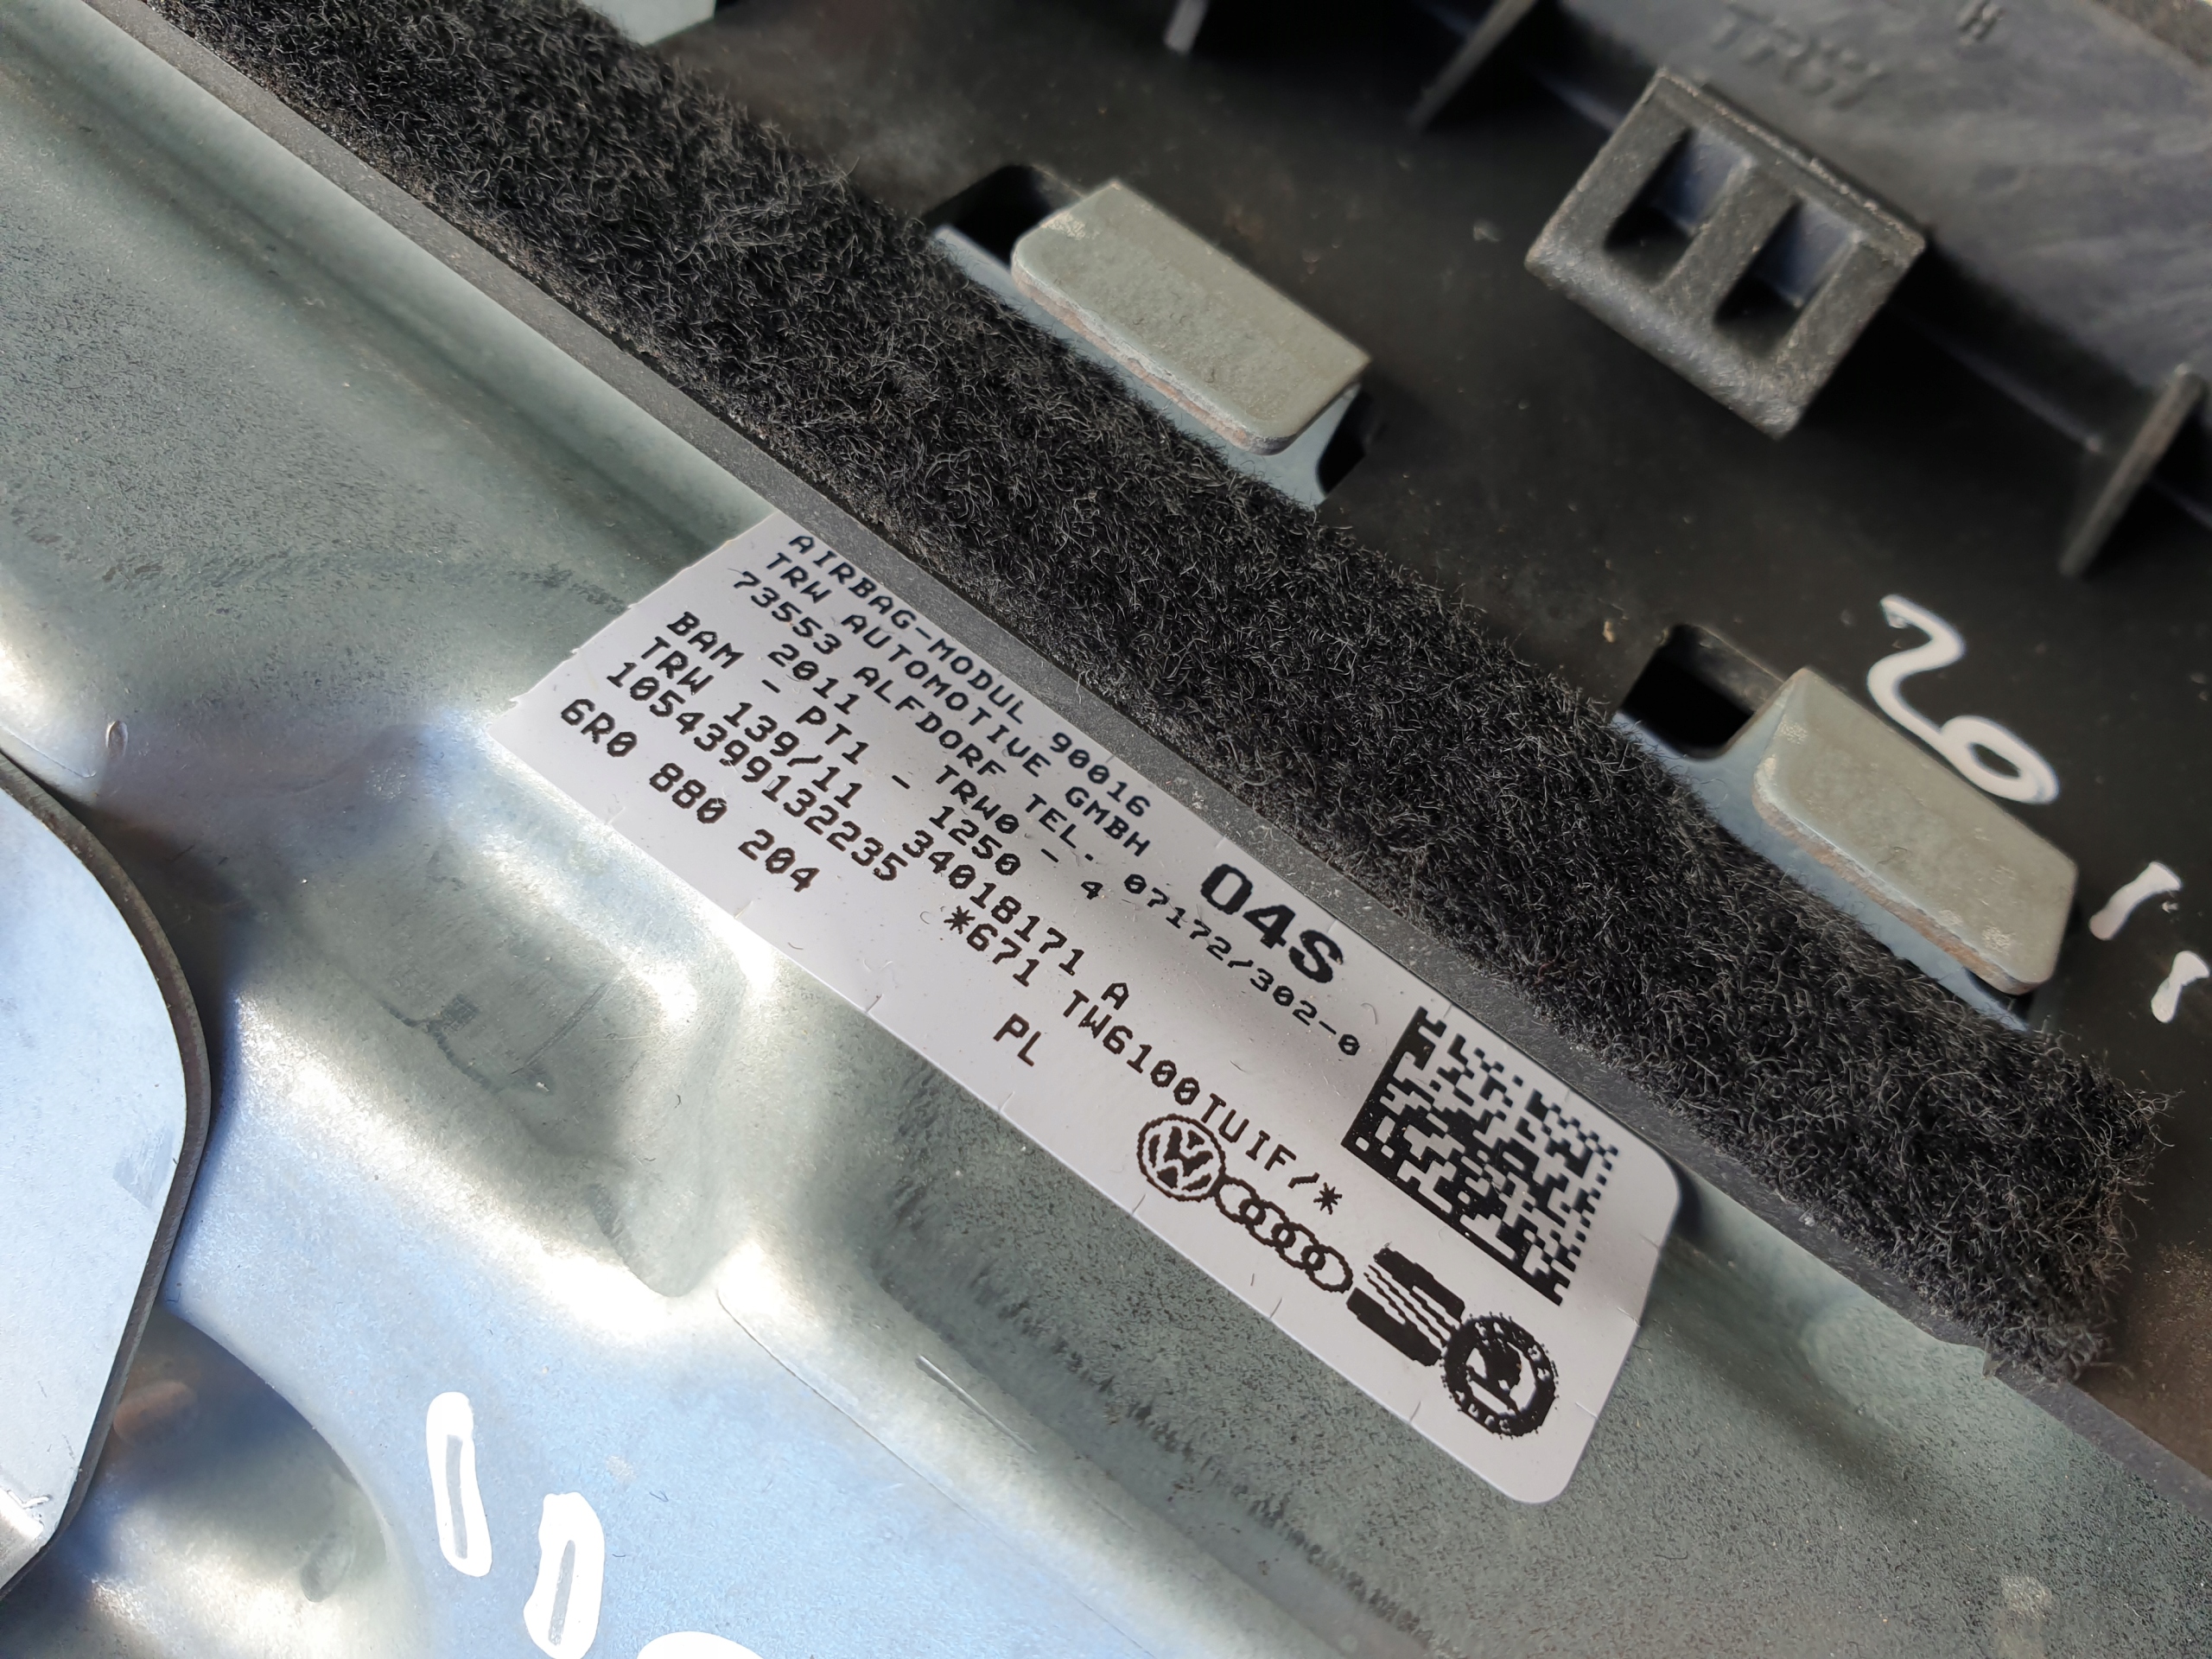 TRW
20
AIRBAG-MODUL 90016
TRW AUTOMOTIVE GMBH 04S
73553 ALFDORF TEL. 07172/302-0
2011
BAM - PT1 - TRW0 - 4
TRW 139/11 1250
34018171 A
1054399132235 *671 TW6100TUIF/*
6R0 880 204 PL